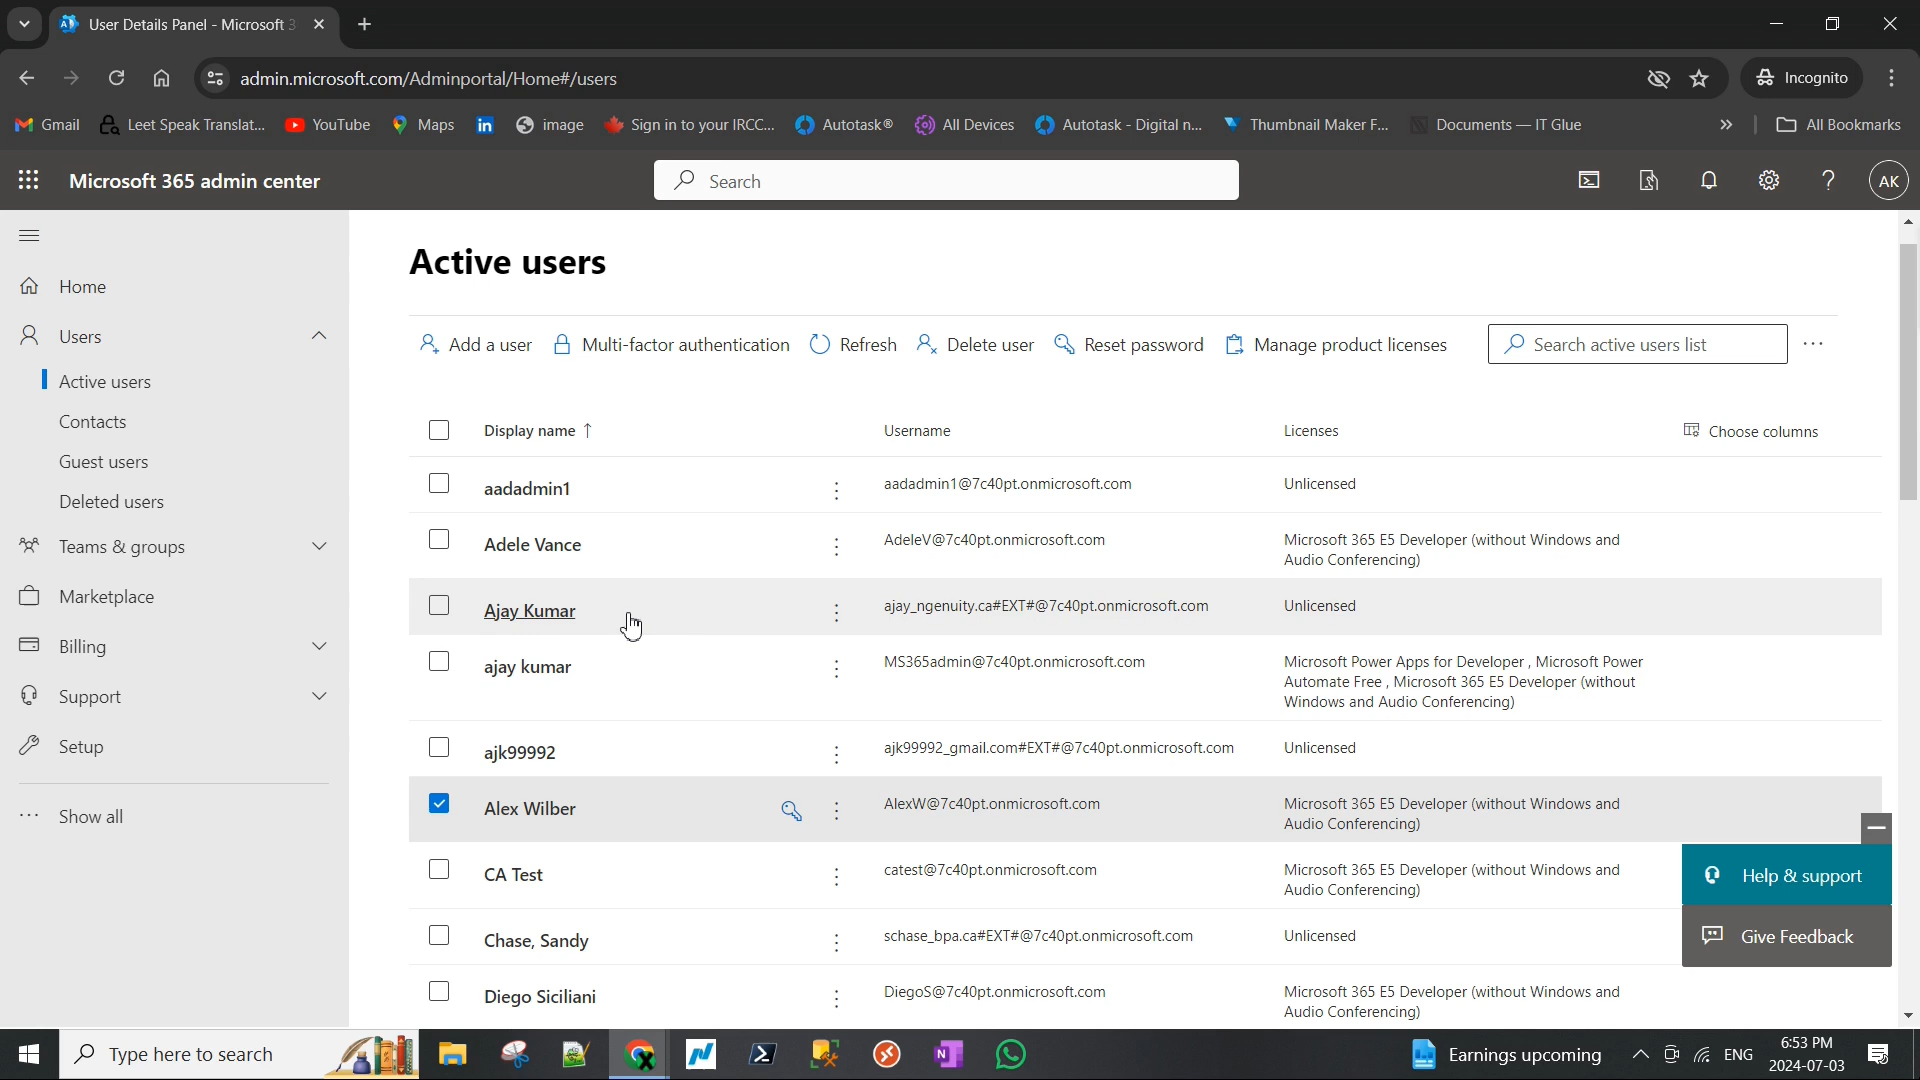 User Details Panel - Microsoft 3
admin.microsoft.com/Adminportal/Home#/users
Incognito
Gmail
Leet Speak Translat...
YouTube
Maps
image
Sign in to your IRCC...
Autotask®
All Devices
Autotask - Digital n...
Thumbnail Maker F...
Documents — IT Glue
All Bookmarks
Microsoft 365 admin center
Search
AK
Home
Users
Active users
Contacts
Guest users
Deleted users
Teams & groups
Marketplace
Billing
Support
Setup
Show all
Active users
Add a user
Multi-factor authentication
Refresh
Delete user
Reset password
Manage product licenses
Search active users list
Display name ↑
Username
Licenses
Choose columns
aadadmin1
aadadmin1@7c40pt.onmicrosoft.com
Unlicensed
Adele Vance
AdeleV@7c40pt.onmicrosoft.com
Microsoft 365 E5 Developer (without Windows and
Audio Conferencing)
Ajay Kumar
ajay_ngenuity.ca#EXT#@7c40pt.onmicrosoft.com
Unlicensed
ajay kumar
MS365admin@7c40pt.onmicrosoft.com
Microsoft Power Apps for Developer , Microsoft Power
Automate Free , Microsoft 365 E5 Developer (without
Windows and Audio Conferencing)
ajk99992
ajk99992_gmail.com#EXT#@7c40pt.onmicrosoft.com
Unlicensed
Alex Wilber
AlexW@7c40pt.onmicrosoft.com
Microsoft 365 E5 Developer (without Windows and
Audio Conferencing)
CA Test
catest@7c40pt.onmicrosoft.com
Microsoft 365 E5 Developer (without Windows and
Audio Conferencing)
Chase, Sandy
schase_bpa.ca#EXT#@7c40pt.onmicrosoft.com
Unlicensed
Diego Siciliani
DiegoS@7c40pt.onmicrosoft.com
Microsoft 365 E5 Developer (without Windows and
Audio Conferencing)
Help & support
Give Feedback
Type here to search
Earnings upcoming
ENG
6:53 PM
2024-07-03